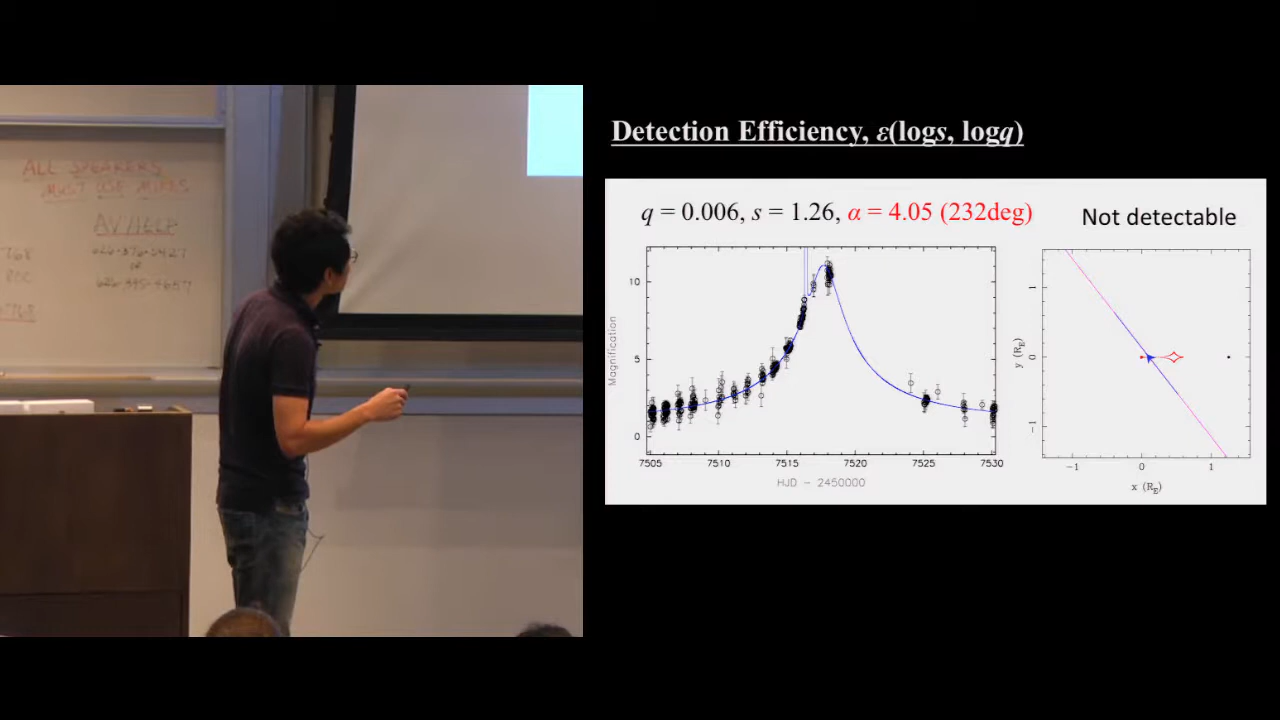 ALL SPEAKERS
MUST USE MIKES
AV/HELP
or
Detection Efficiency, ε(logs, logq)
q = 0.006, s = 1.26, α = 4.05 (232deg)
Not detectable
Magnification
10
5
0
7505 7510 7515 7520 7525 7530
HJD - 2450000
y (R_E)
1
0
-1
-1 0 1
x (R_E)